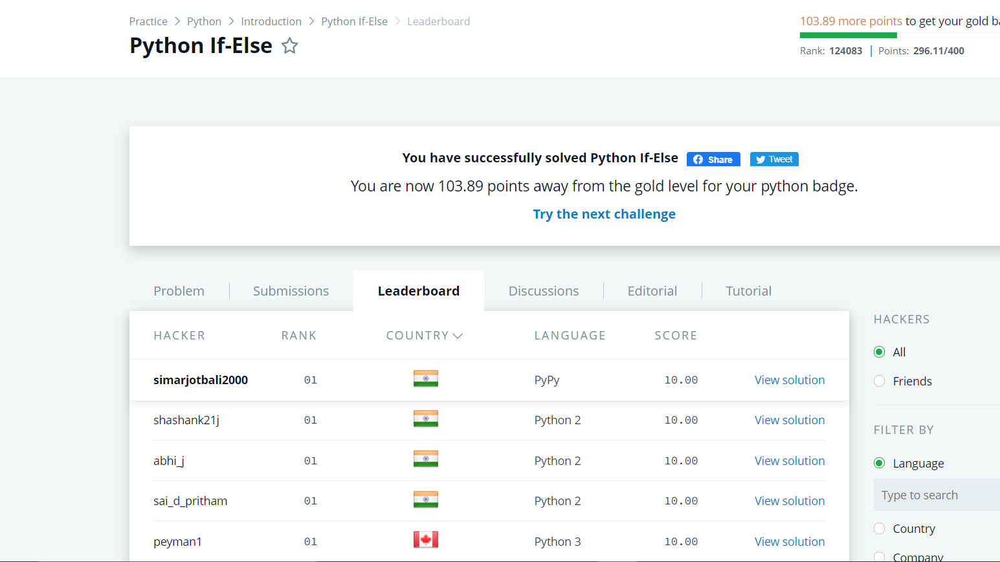 Practice > Python > Introduction > Python If-Else > Leaderboard
Python If-Else
103.89 more points to get your gold ba
Rank: 124083 | Points: 296.11/400
You have successfully solved Python If-Else Share Tweet
You are now 103.89 points away from the gold level for your python badge.
Try the next challenge
Problem Submissions Leaderboard Discussions Editorial Tutorial
HACKER RANK COUNTRY LANGUAGE SCORE
simarjotbali2000 01 PyPy 10.00 View solution
shashank21j 01 Python 2 10.00 View solution
abhi_j 01 Python 2 10.00 View solution
sai_d_pritham 01 Python 2 10.00 View solution
peyman1 01 Python 3 10.00 View solution
HACKERS
All
Friends
FILTER BY
Language
Type to search
Country
Company